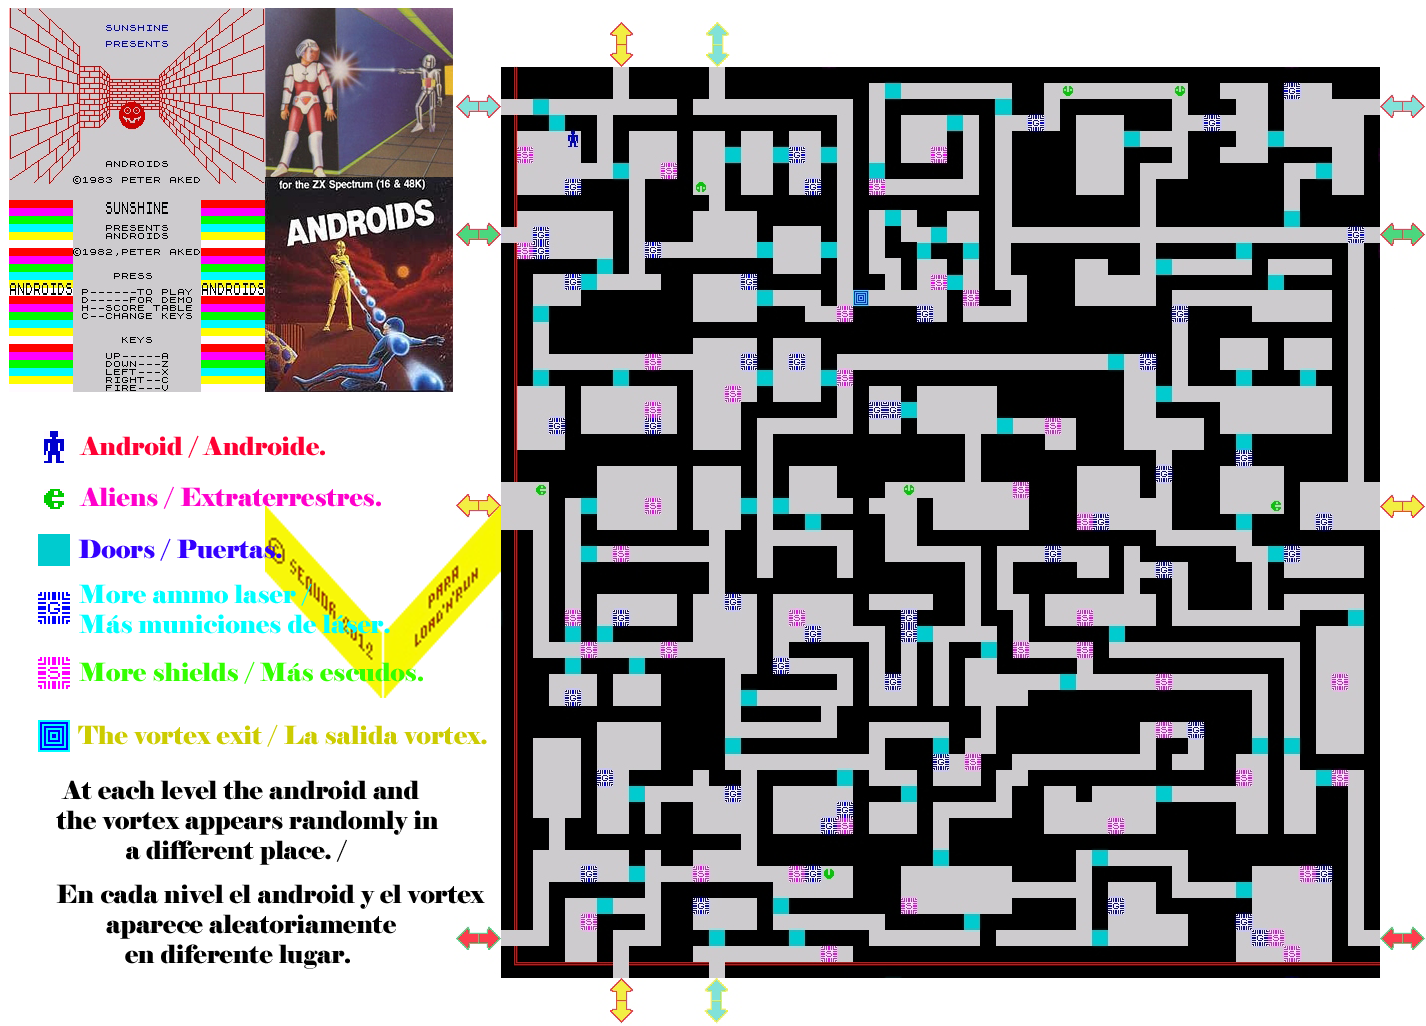 SUNSHINE
PRESENTS
ANDROIDS
©1983 PETER AKED
for the ZX Spectrum (16 & 48K)
SUNSHINE
PRESENTS
ANDROIDS
©1982,PETER AKED
PRESS
ANDROIDS
P------TO PLAY
D-----FOR DEMO
H--SCORE TABLE
C--CHANGE KEYS
ANDROIDS
KEYS
UP-----A
DOWN---Z
LEFT---X
RIGHT--C
FIRE---V
ANDROIDS
Android / Androide.
Aliens / Extraterrestres.
Doors / Puertas.
More ammo laser /
Más municiones de láser.
More shields / Más escudos.
The vortex exit / La salida vortex.
PARA
LORD'N'RUN
At each level the android and
the vortex appears randomly in
a different place. /
En cada nivel el android y el vortex
aparece aleatoriamente
en diferente lugar.